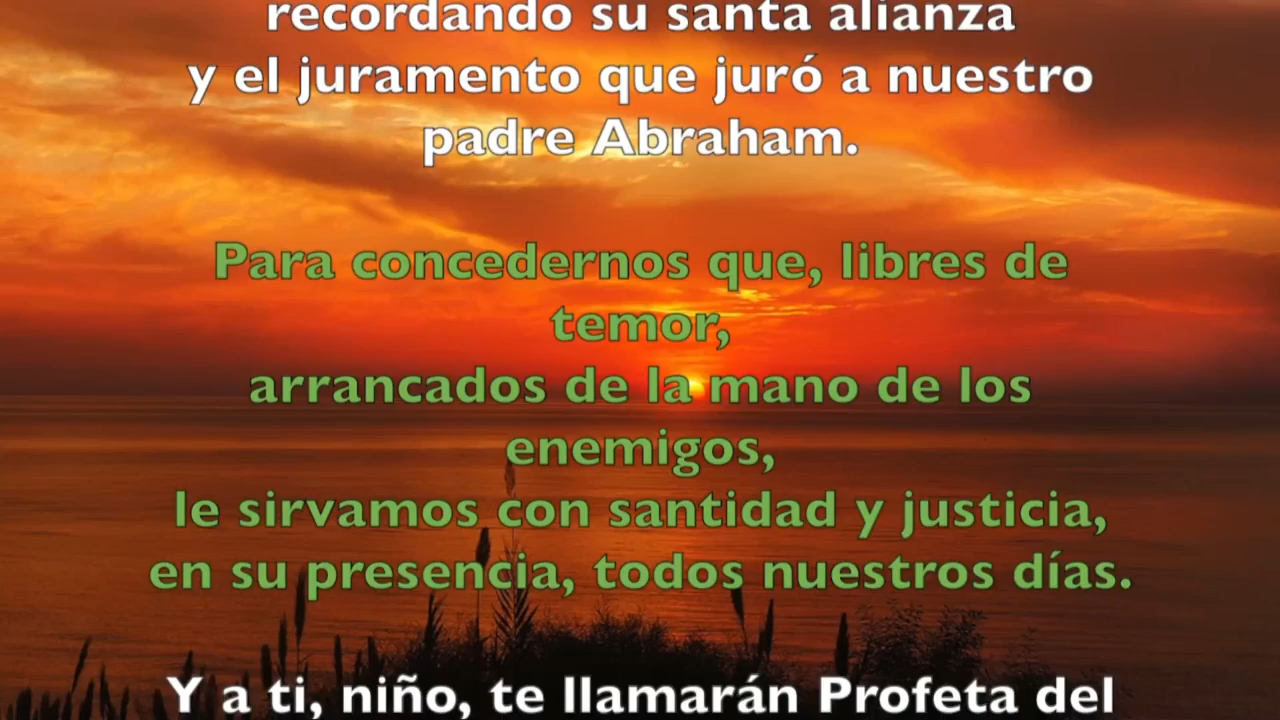 recordando su santa alianza
y el juramento que juró a nuestro
padre Abraham.
Para concedernos que, libres de
temor,
arrancados de la mano de los
enemigos,
le sirvamos con santidad y justicia,
en su presencia, todos nuestros días.
Y a ti, niño, te llamarán Profeta del